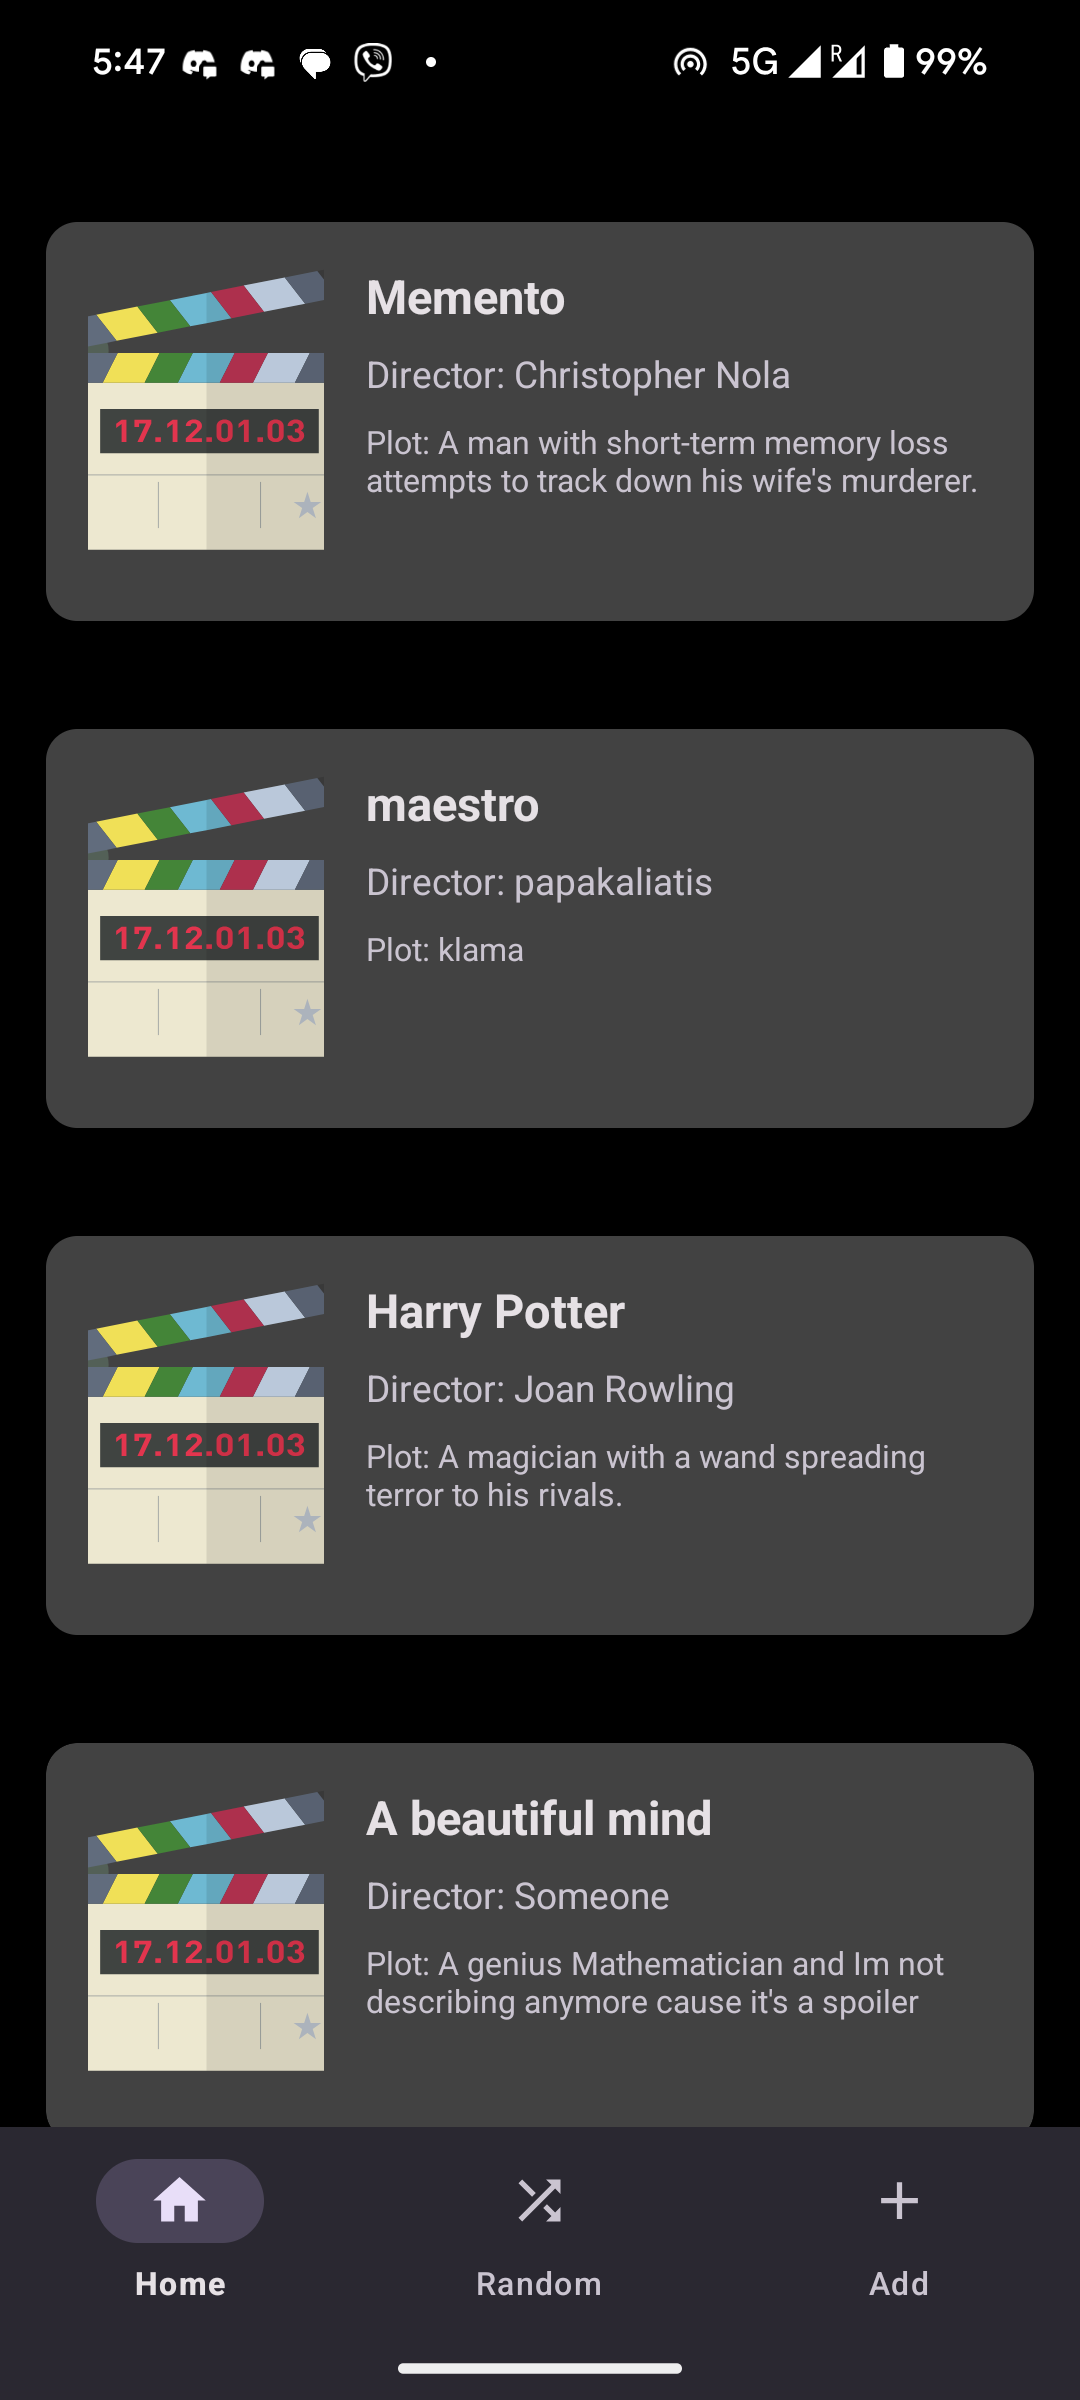 5:47 5G R 99%
Memento
Director: Christopher Nola
Plot: A man with short-term memory loss
attempts to track down his wife's murderer.
17.12.01.03
maestro
Director: papakaliatis
Plot: klama
17.12.01.03
Harry Potter
Director: Joan Rowling
Plot: A magician with a wand spreading
terror to his rivals.
17.12.01.03
A beautiful mind
Director: Someone
Plot: A genius Mathematician and Im not
describing anymore cause it's a spoiler
17.12.01.03
Home Random Add